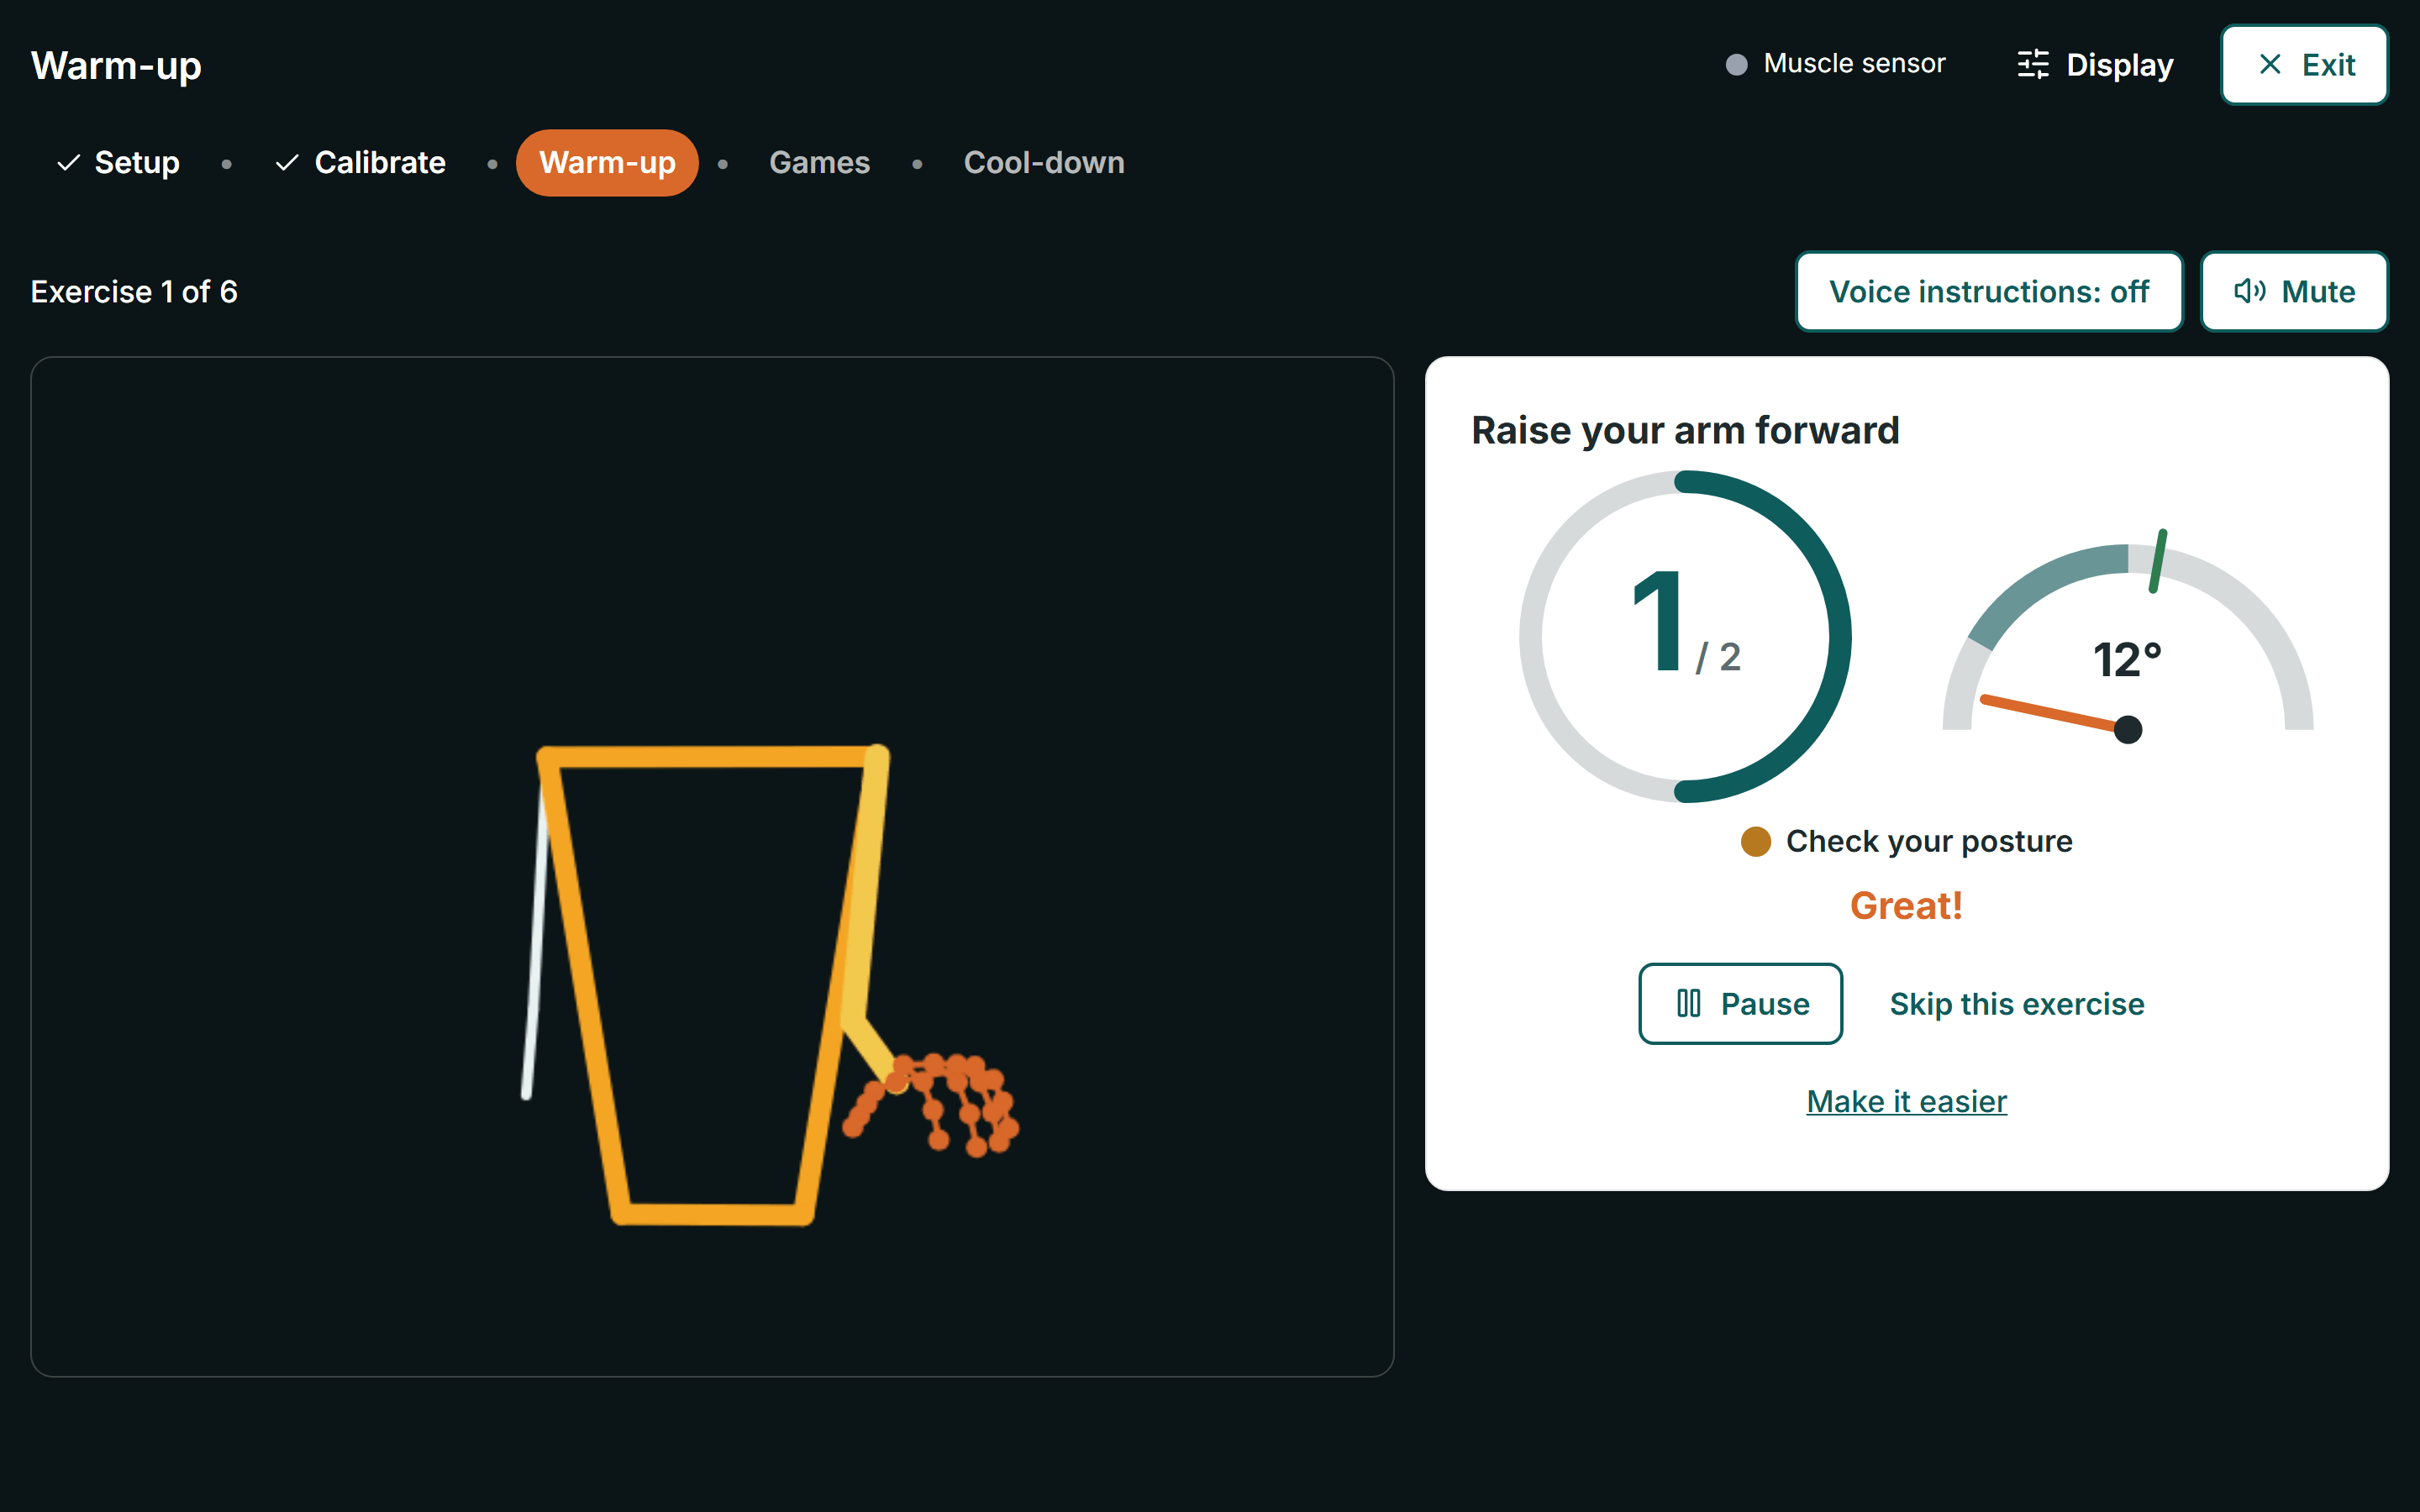 Warm-up
Muscle sensor
Display
Exit
Setup
Calibrate
Warm-up
Games
Cool-down
Exercise 1 of 6
Voice instructions: off
Mute
Raise your arm forward
1 / 2
12°
Check your posture
Great!
Pause
Skip this exercise
Make it easier